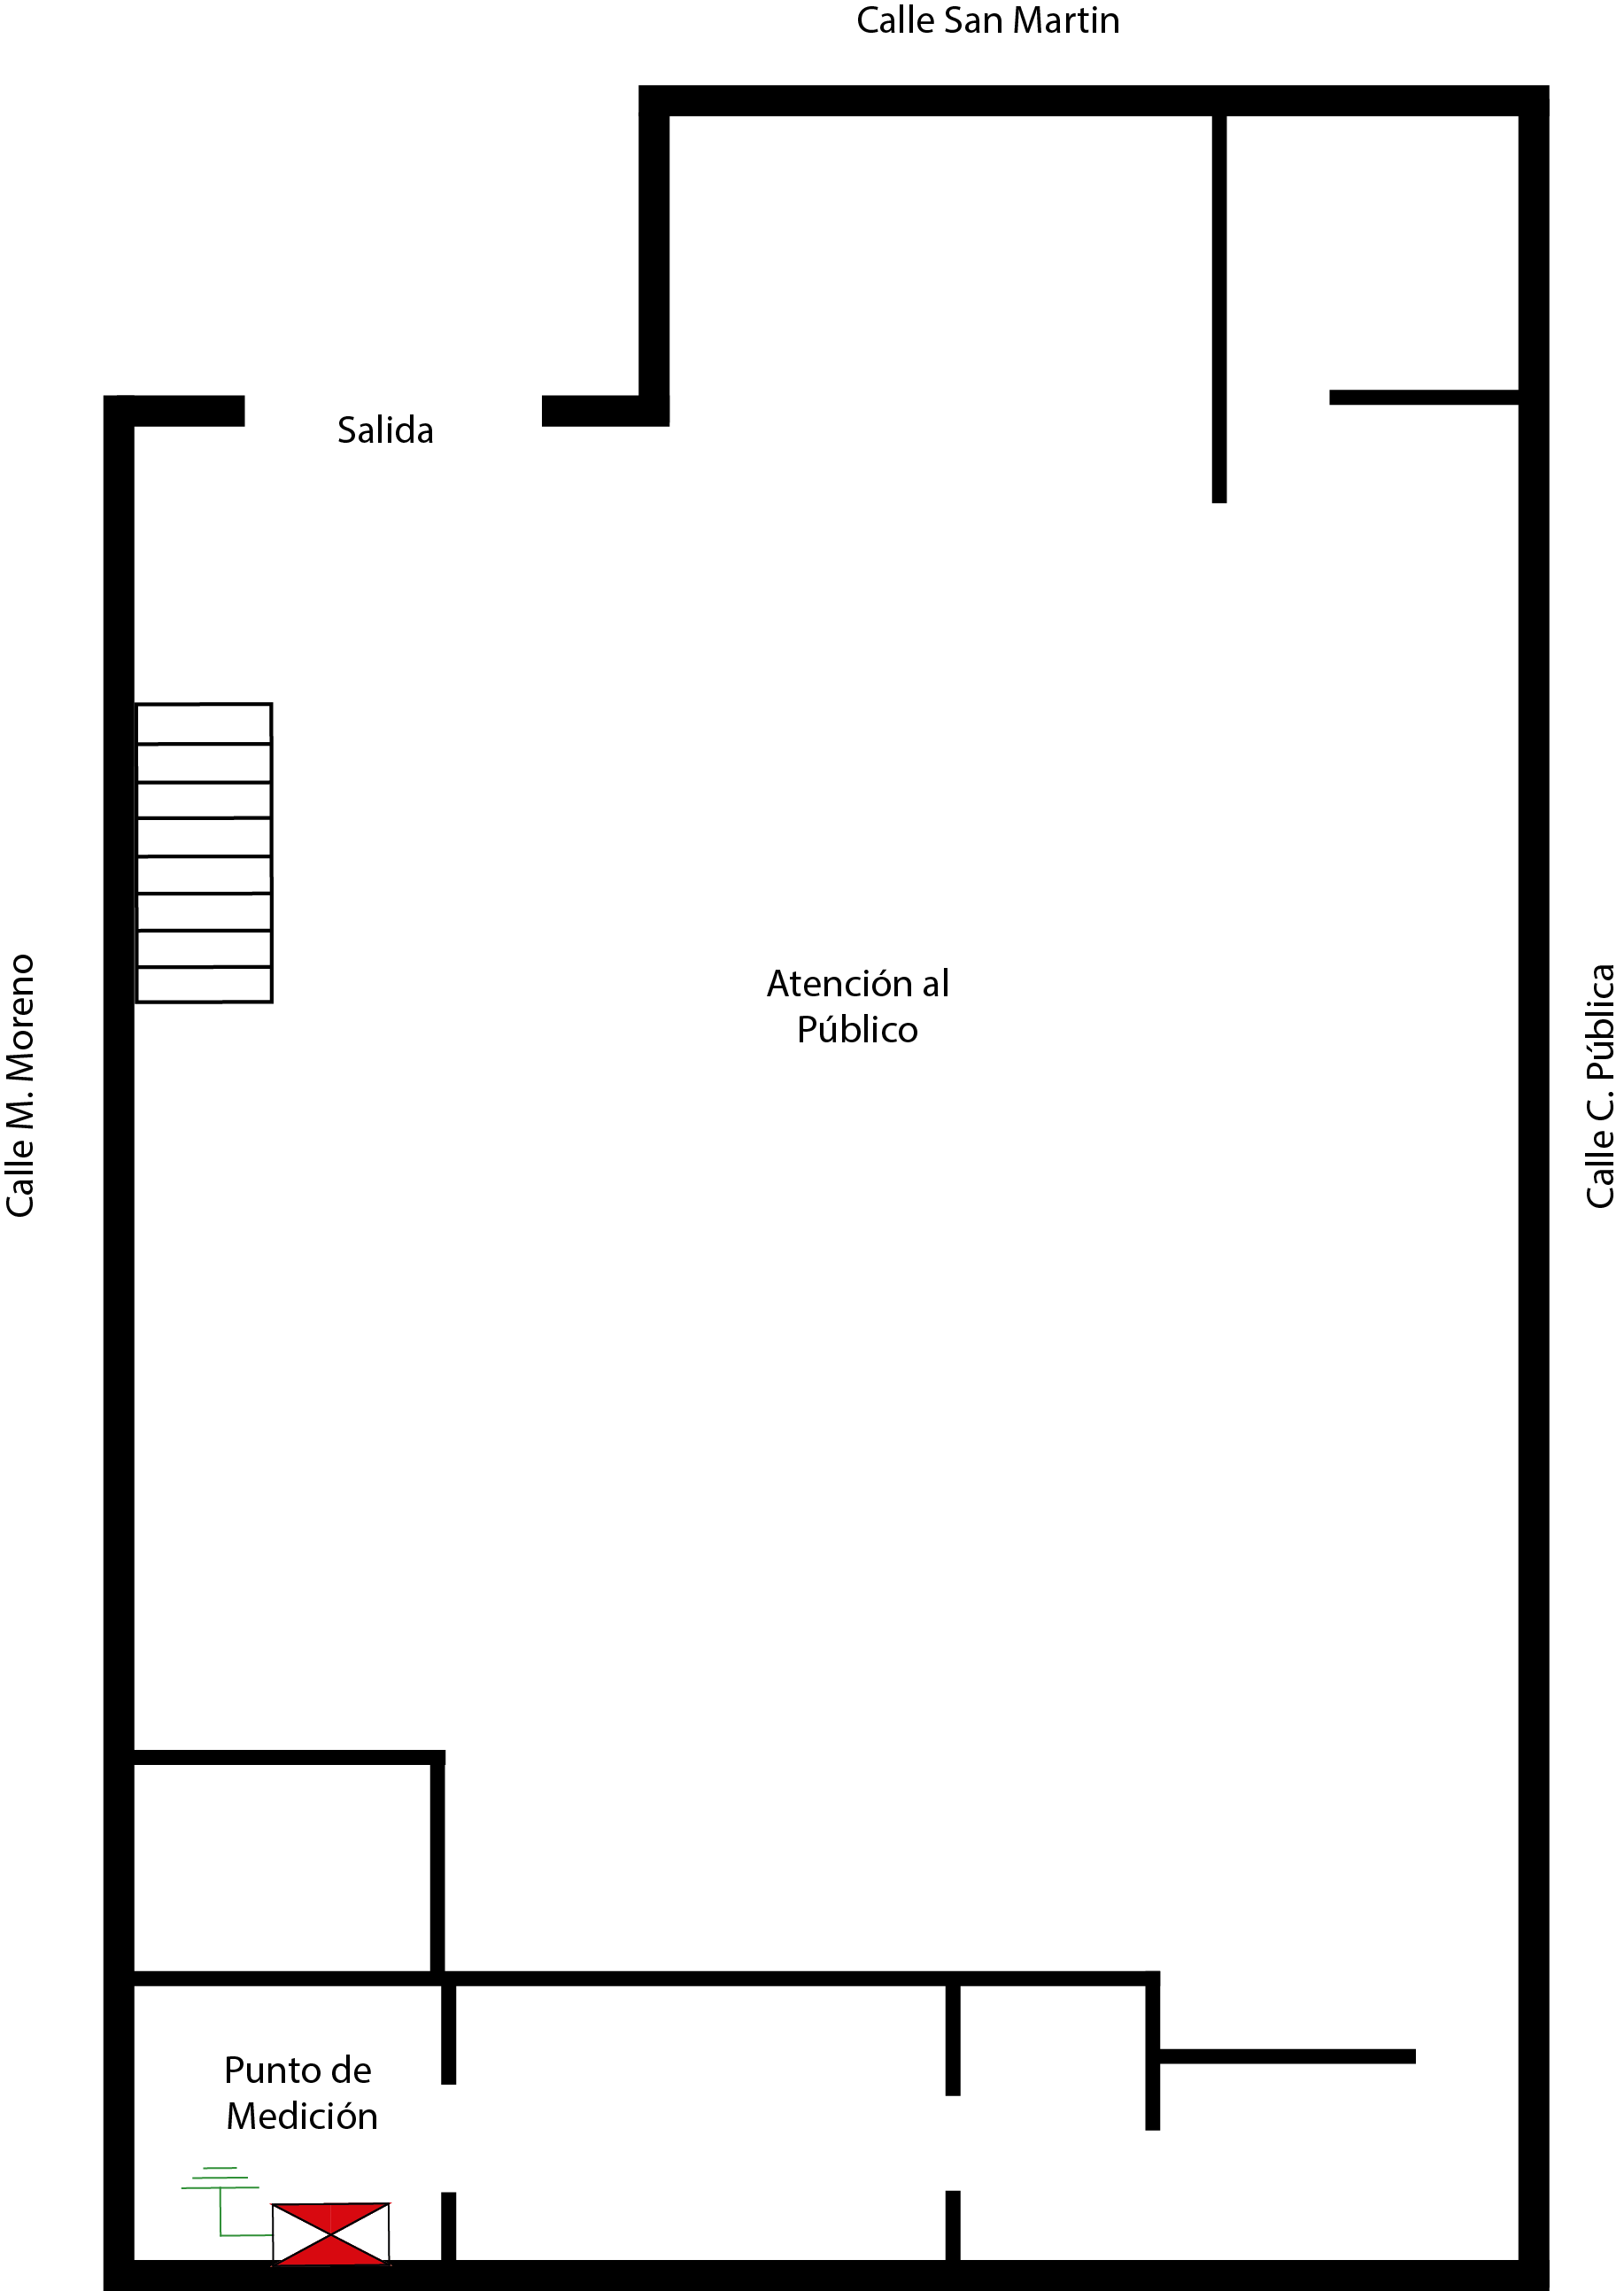 Calle San Martin
Salida
Calle M. Moreno
Atención al
Público
Calle C. Pública
Punto de
Medición